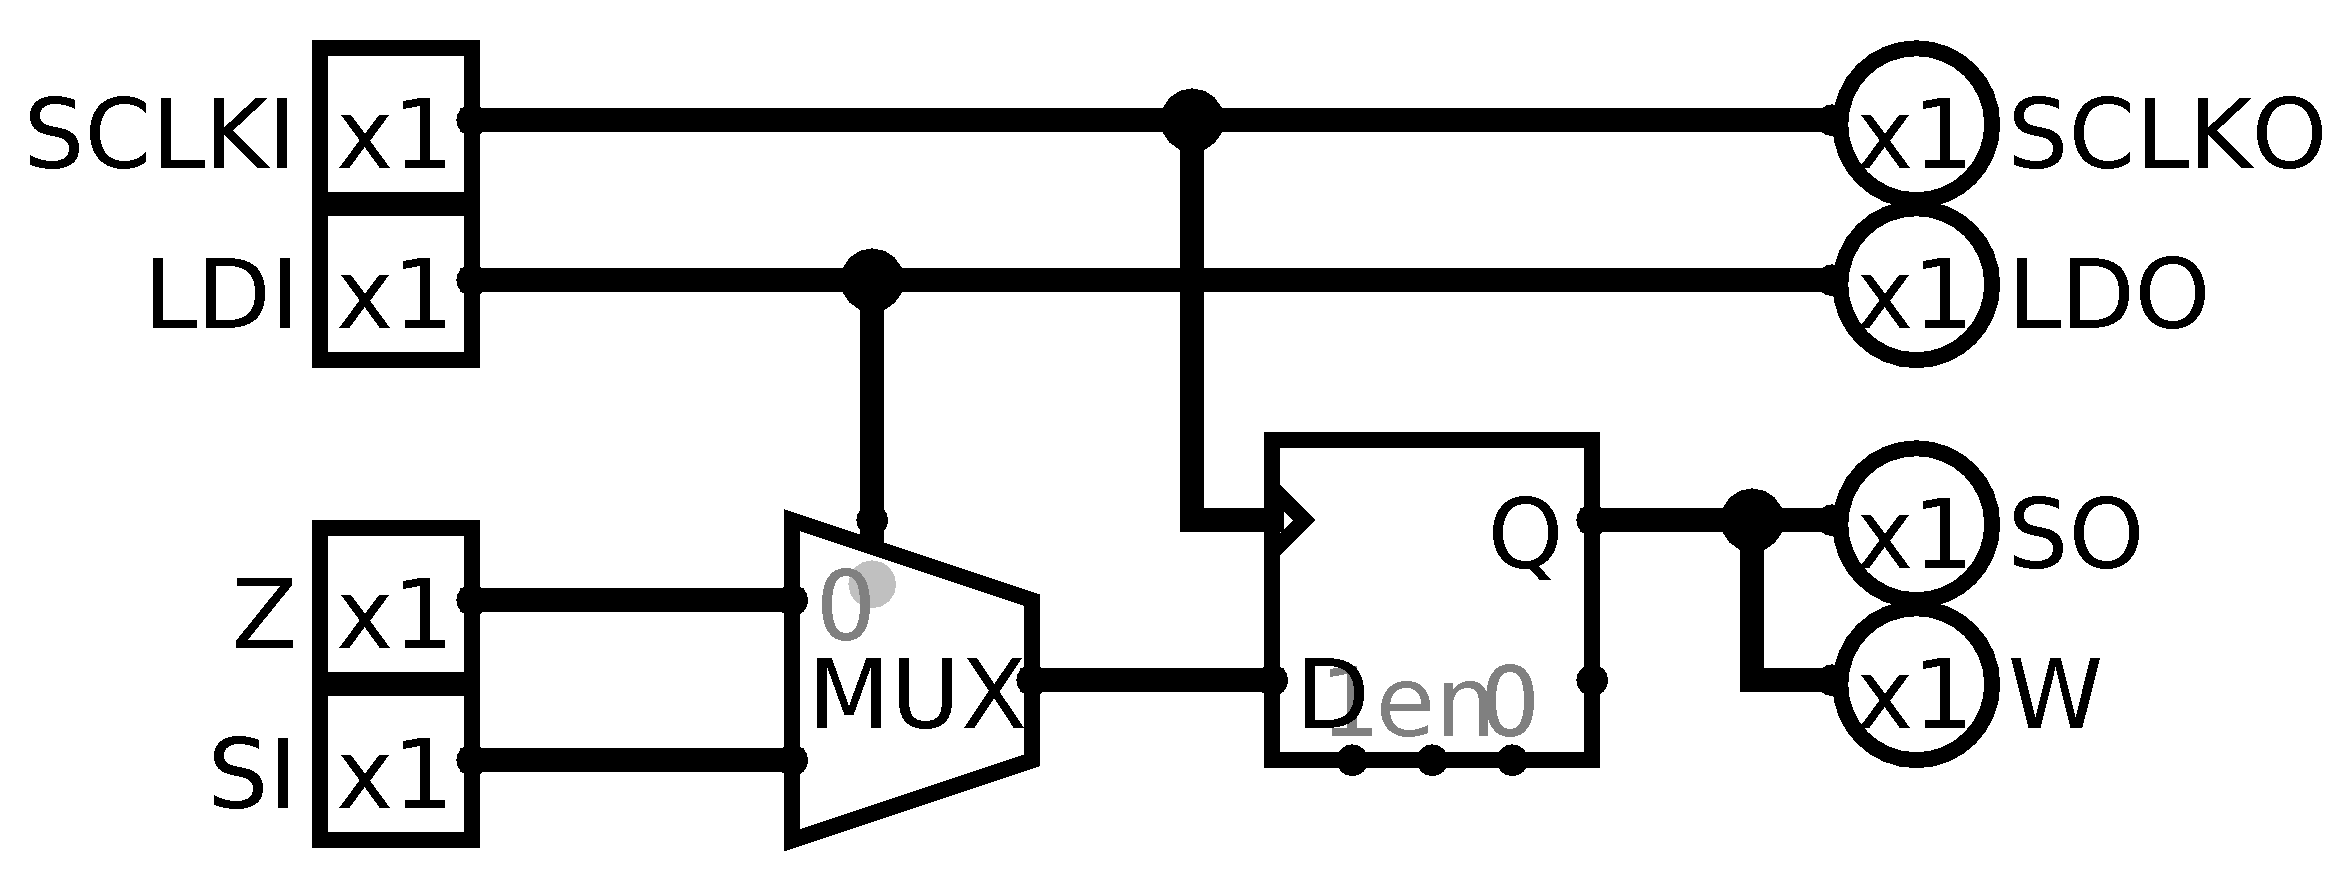 SCLKI x1 x1 SCLKO
LDI x1 x1 LDO
Q x1 SO
Z x1 0
MUX D 1 en 0 x1 W
SI x1